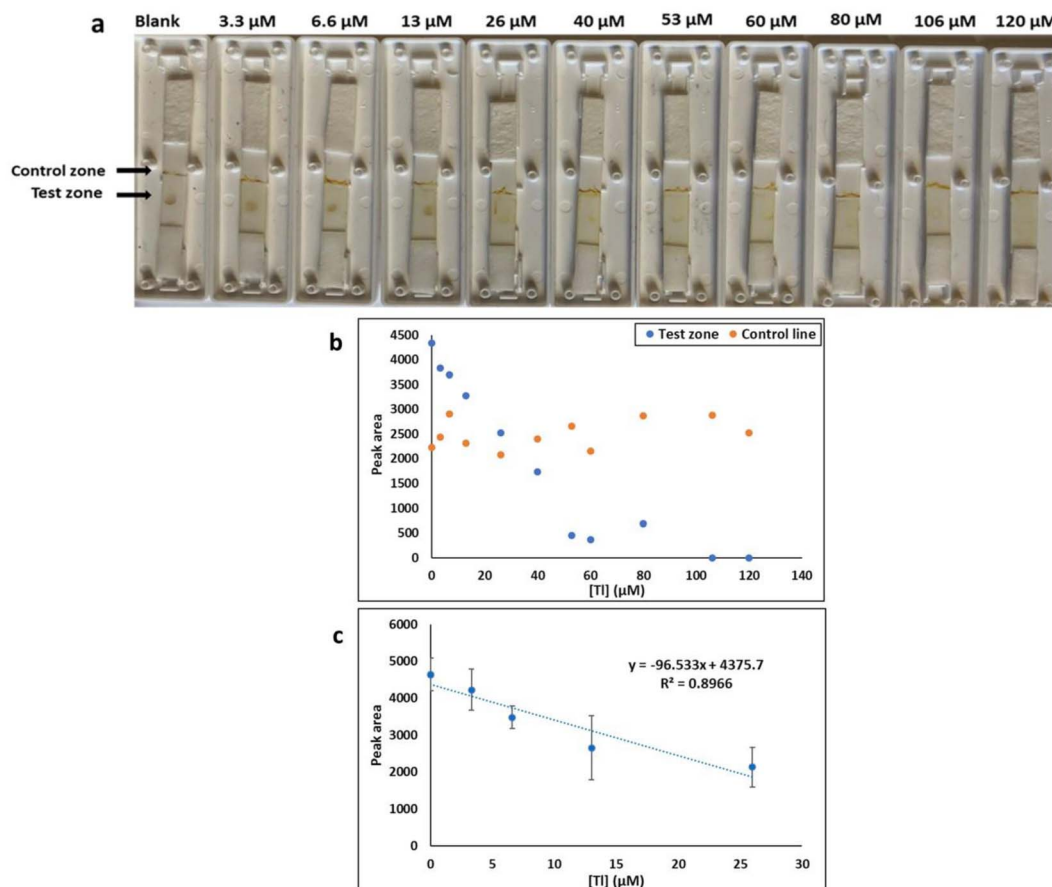 a
Blank 3.3 µM 6.6 µM 13 µM 26 µM 40 µM 53 µM 60 µM 80 µM 106 µM 120 µM
Control zone
Test zone
b
Test zone Control line
4500
4000
3500
3000
2500
2000
1500
1000
500
0
Peak area
0 20 40 60 80 100 120 140
[Tl] (µM)
c
6000
5000
4000
3000
2000
1000
0
Peak area
y = -96.533x + 4375.7
R² = 0.8966
0 5 10 15 20 25 30
[Tl] (µM)